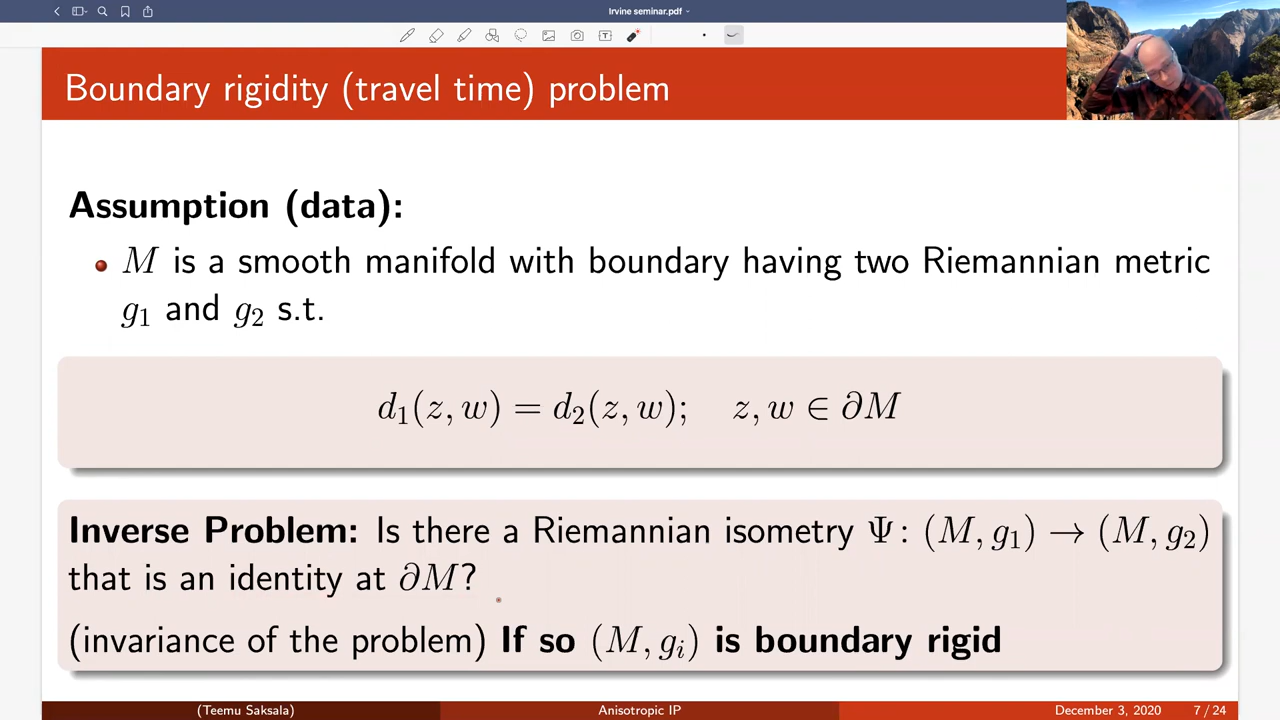 Irvine seminar.pdf
Boundary rigidity (travel time) problem
Assumption (data):
M is a smooth manifold with boundary having two Riemannian metric
g₁ and g₂ s.t.
d₁(z, w) = d₂(z, w); z, w ∈ ∂M
Inverse Problem: Is there a Riemannian isometry Ψ: (M, g₁) → (M, g₂)
that is an identity at ∂M?
(invariance of the problem) If so (M, gᵢ) is boundary rigid
(Teemu Saksala) Anisotropic IP December 3, 2020 7 / 24